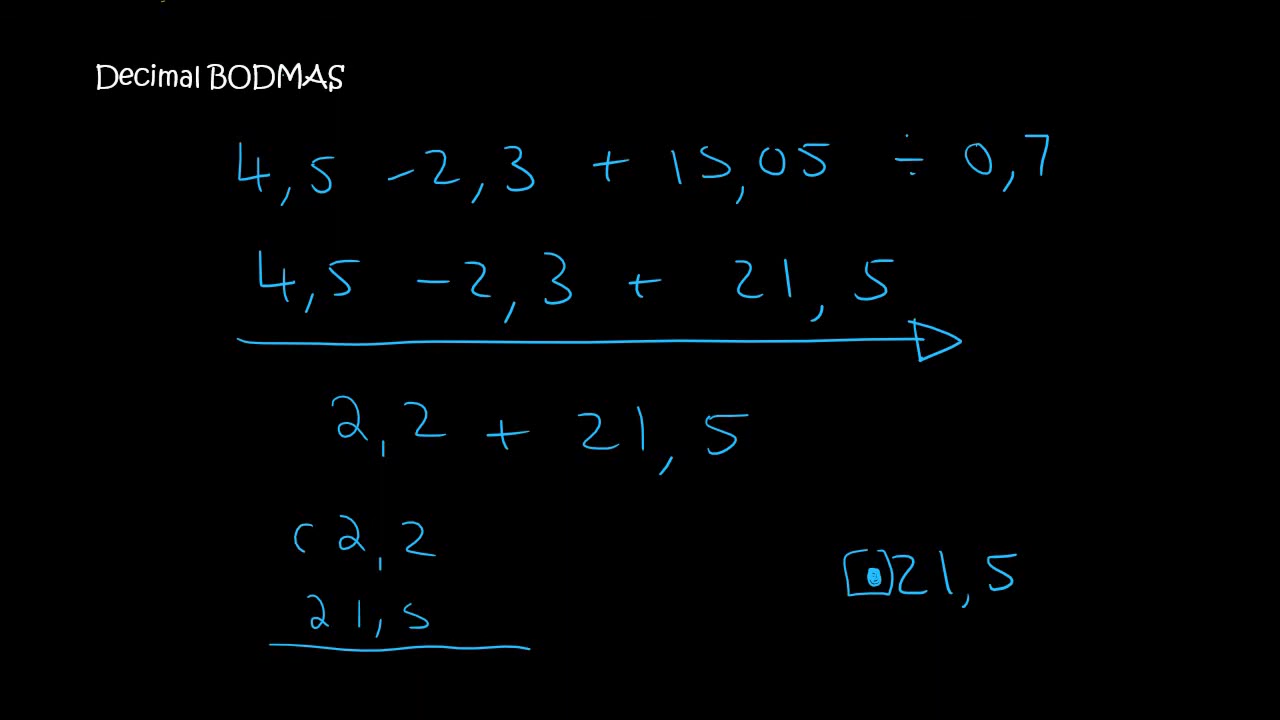 Decimal BODMAS
4,5 - 2,3 + 15,05 ÷ 0,7
4,5 - 2,3 + 21,5
2,2 + 21,5
2,2
21,5
21,5